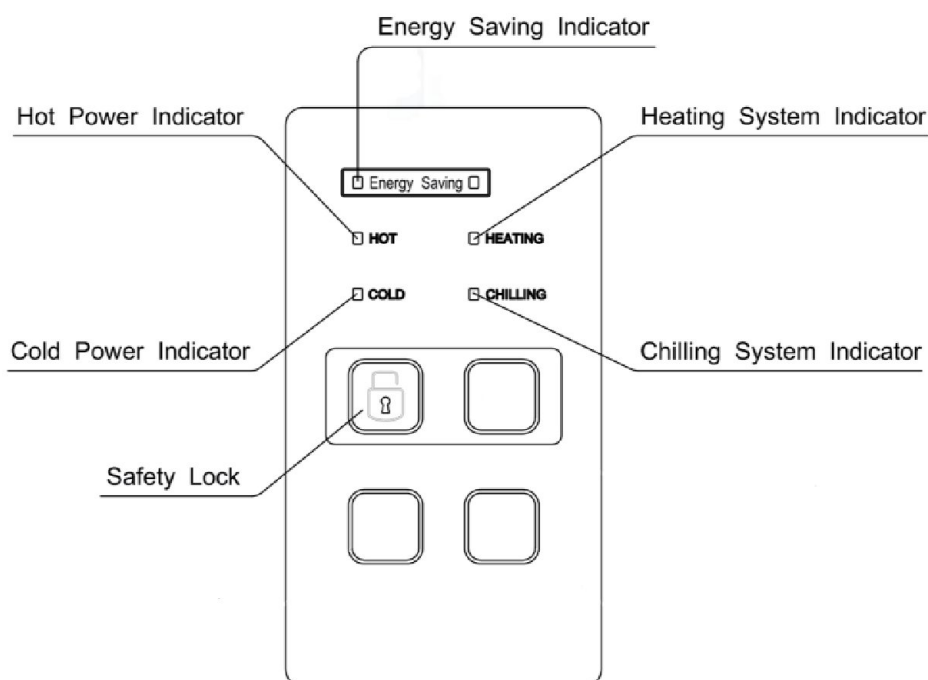 Energy Saving Indicator
Hot Power Indicator
Heating System Indicator
Energy Saving
HOT
HEATING
COLD
CHILLING
Cold Power Indicator
Chilling System Indicator
Safety Lock